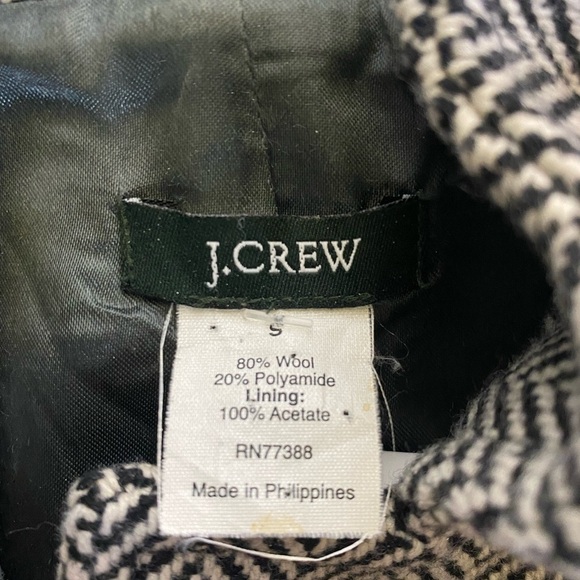 J.CREW
S
80% Wool
20% Polyamide
Lining:
100% Acetate
RN77388
Made in Philippines